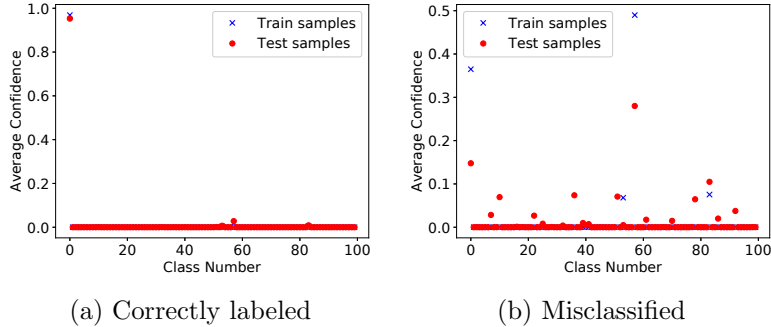 1.0
0.8
0.6
0.4
0.2
0.0
Average Confidence
0
20
40
60
80
100
Class Number
Train samples
Test samples
(a) Correctly labeled
0.5
0.4
0.3
0.2
0.1
0.0
Average Confidence
0
20
40
60
80
100
Class Number
Train samples
Test samples
(b) Misclassified